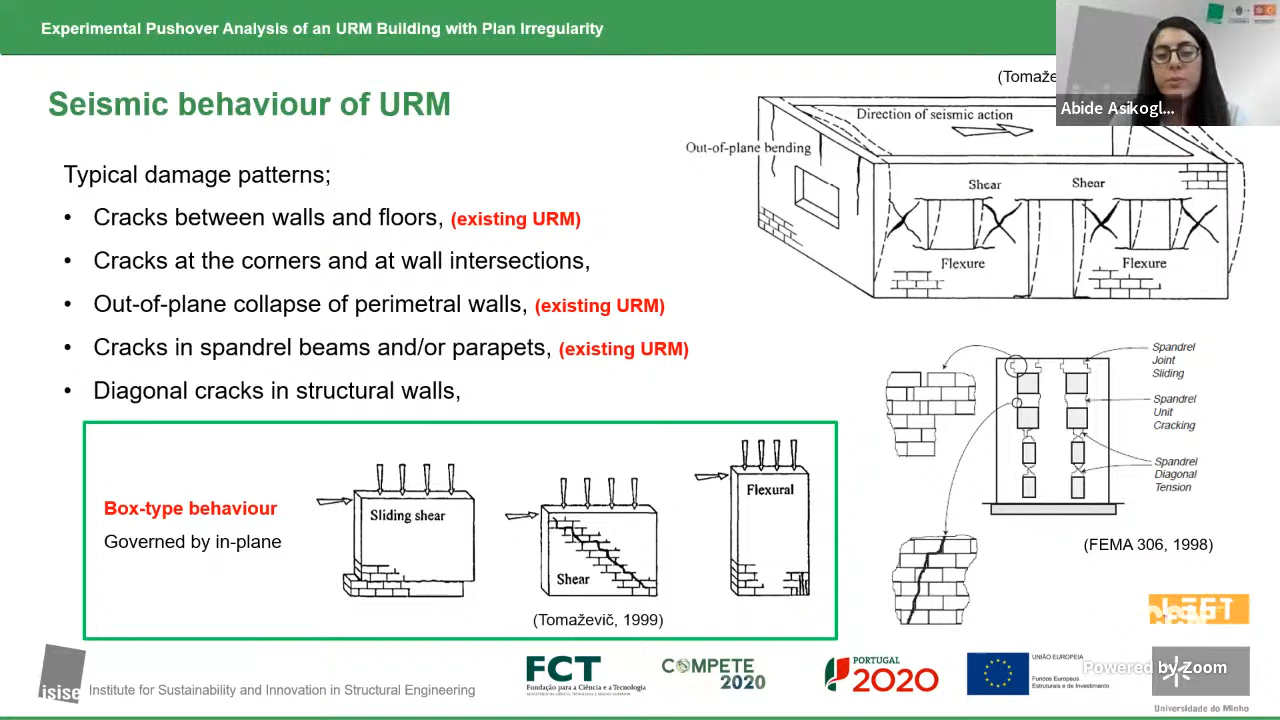 Experimental Pushover Analysis of an URM Building with Plan Irregularity
Seismic behaviour of URM
Typical damage patterns;
• Cracks between walls and floors, (existing URM)
• Cracks at the corners and at wall intersections,
• Out-of-plane collapse of perimetral walls, (existing URM)
• Cracks in spandrel beams and/or parapets, (existing URM)
• Diagonal cracks in structural walls,
Box-type behaviour
Governed by in-plane
Sliding shear
Shear
Flexural
(Tomaževič, 1999)
(Tomaže
Abide Asikogl...
Direction of seismic action
Out-of-plane bending
Shear
Shear
Flexure
Flexure
Spandrel
Joint
Sliding
Spandrel
Unit
Cracking
Spandrel
Diagonal
Tension
(FEMA 306, 1998)
isise
Institute for Sustainability and Innovation in Structural Engineering
FCT
Fundação para a Ciência e a Tecnologia
COMPETE
2020
PORTUGAL
2020
UNIÃO EUROPEIA
Fundos Europeus
Estruturais e de Investimento
Powered by Zoom
Universidade do Minho